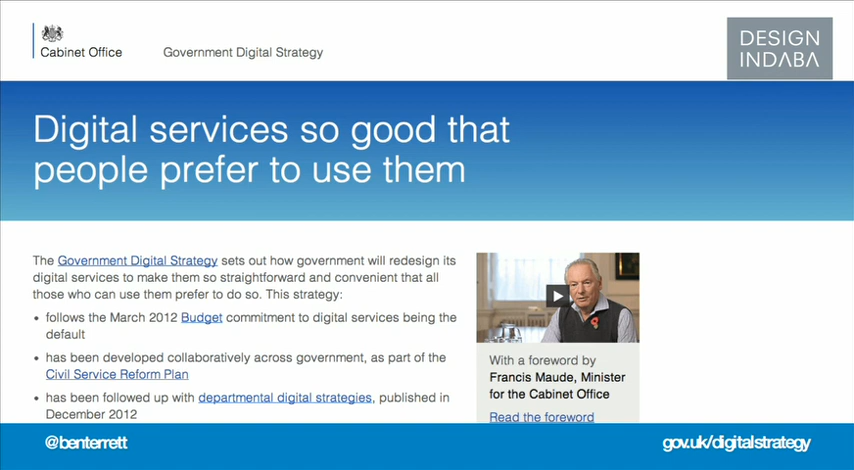 Cabinet Office
Government Digital Strategy
DESIGN
INDABA
Digital services so good that
people prefer to use them
The Government Digital Strategy sets out how government will redesign its
digital services to make them so straightforward and convenient that all
those who can use them prefer to do so. This strategy:
• follows the March 2012 Budget commitment to digital services being the
default
• has been developed collaboratively across government, as part of the
Civil Service Reform Plan
• has been followed up with departmental digital strategies, published in
December 2012
With a foreword by
Francis Maude, Minister
for the Cabinet Office
Read the foreword
@benterrett
gov.uk/digitalstrategy